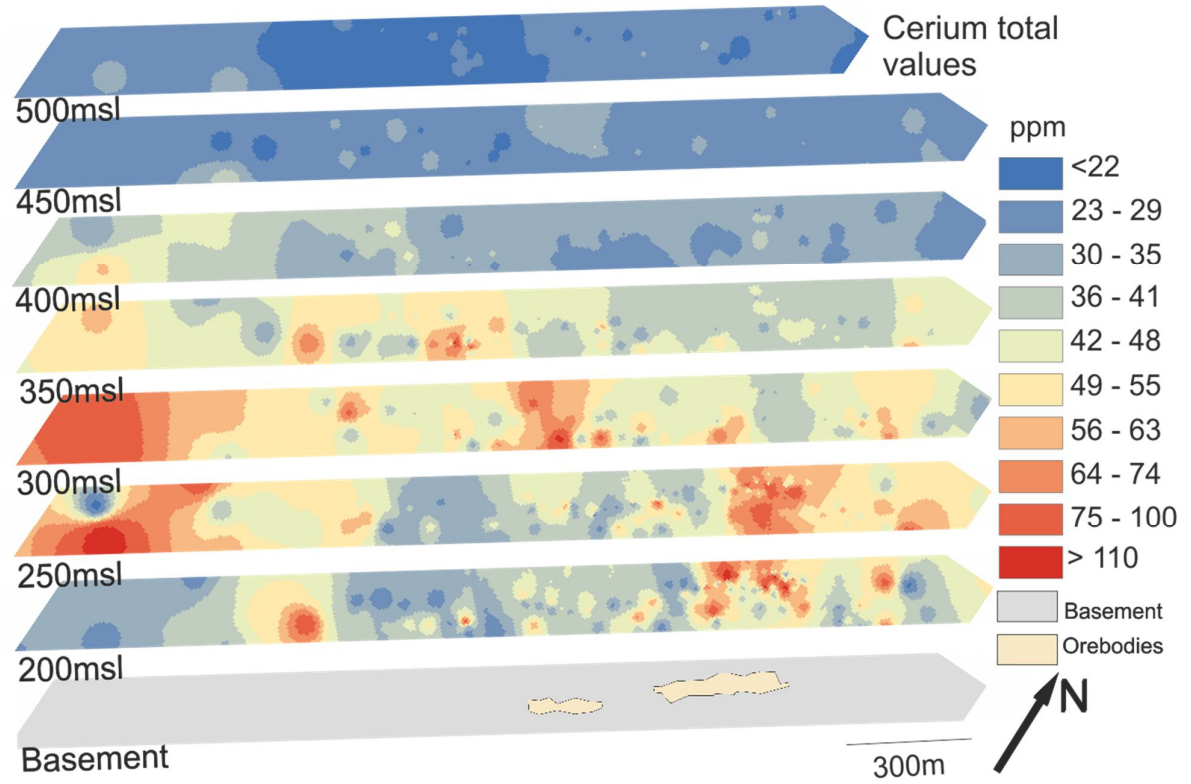 Cerium total
values
500msl
450msl
400msl
350msl
300msl
250msl
200msl
Basement
ppm
<22
23 - 29
30 - 35
36 - 41
42 - 48
49 - 55
56 - 63
64 - 74
75 - 100
> 110
Basement
Orebodies
N
300m